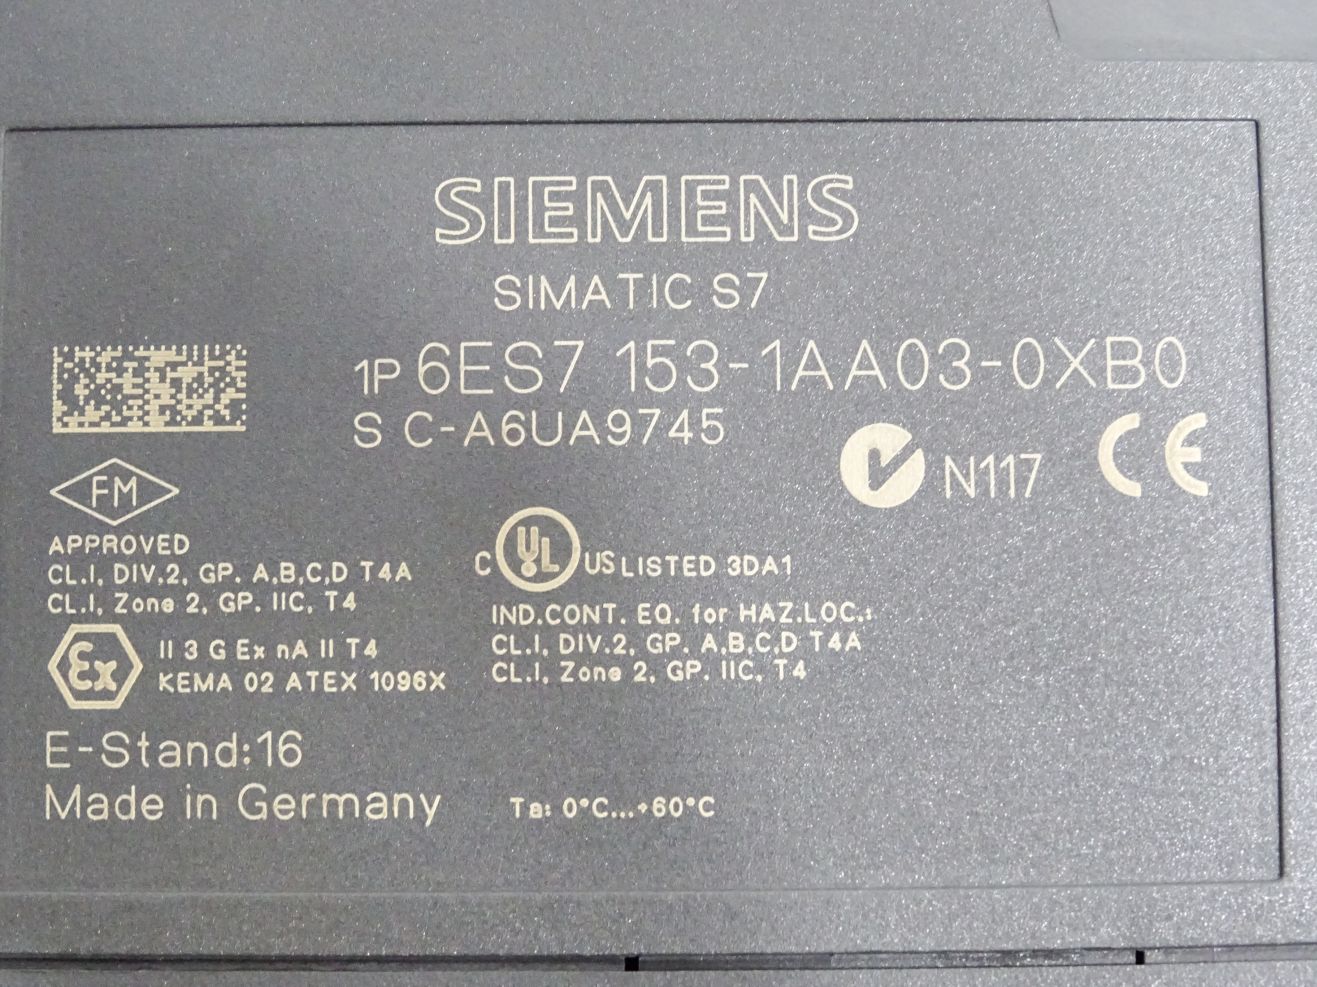 SIEMENS
SIMATIC S7
1P 6ES7 153-1AA03-0XB0
S C-A6UA9745
N117 CE
FM
APPROVED
CL.I, DIV.2, GP. A,B,C,D T4A
CL.I, Zone 2, GP. IIC, T4
C UL US LISTED 3DA1
IND.CONT. EQ. for HAZ.LOC.:
CL.I, DIV.2, GP. A,B,C,D T4A
CL.I, Zone 2, GP. IIC, T4
Ex II 3 G Ex nA II T4
KEMA 02 ATEX 1096X
E-Stand:16
Made in Germany
Ta: 0°C...+60°C